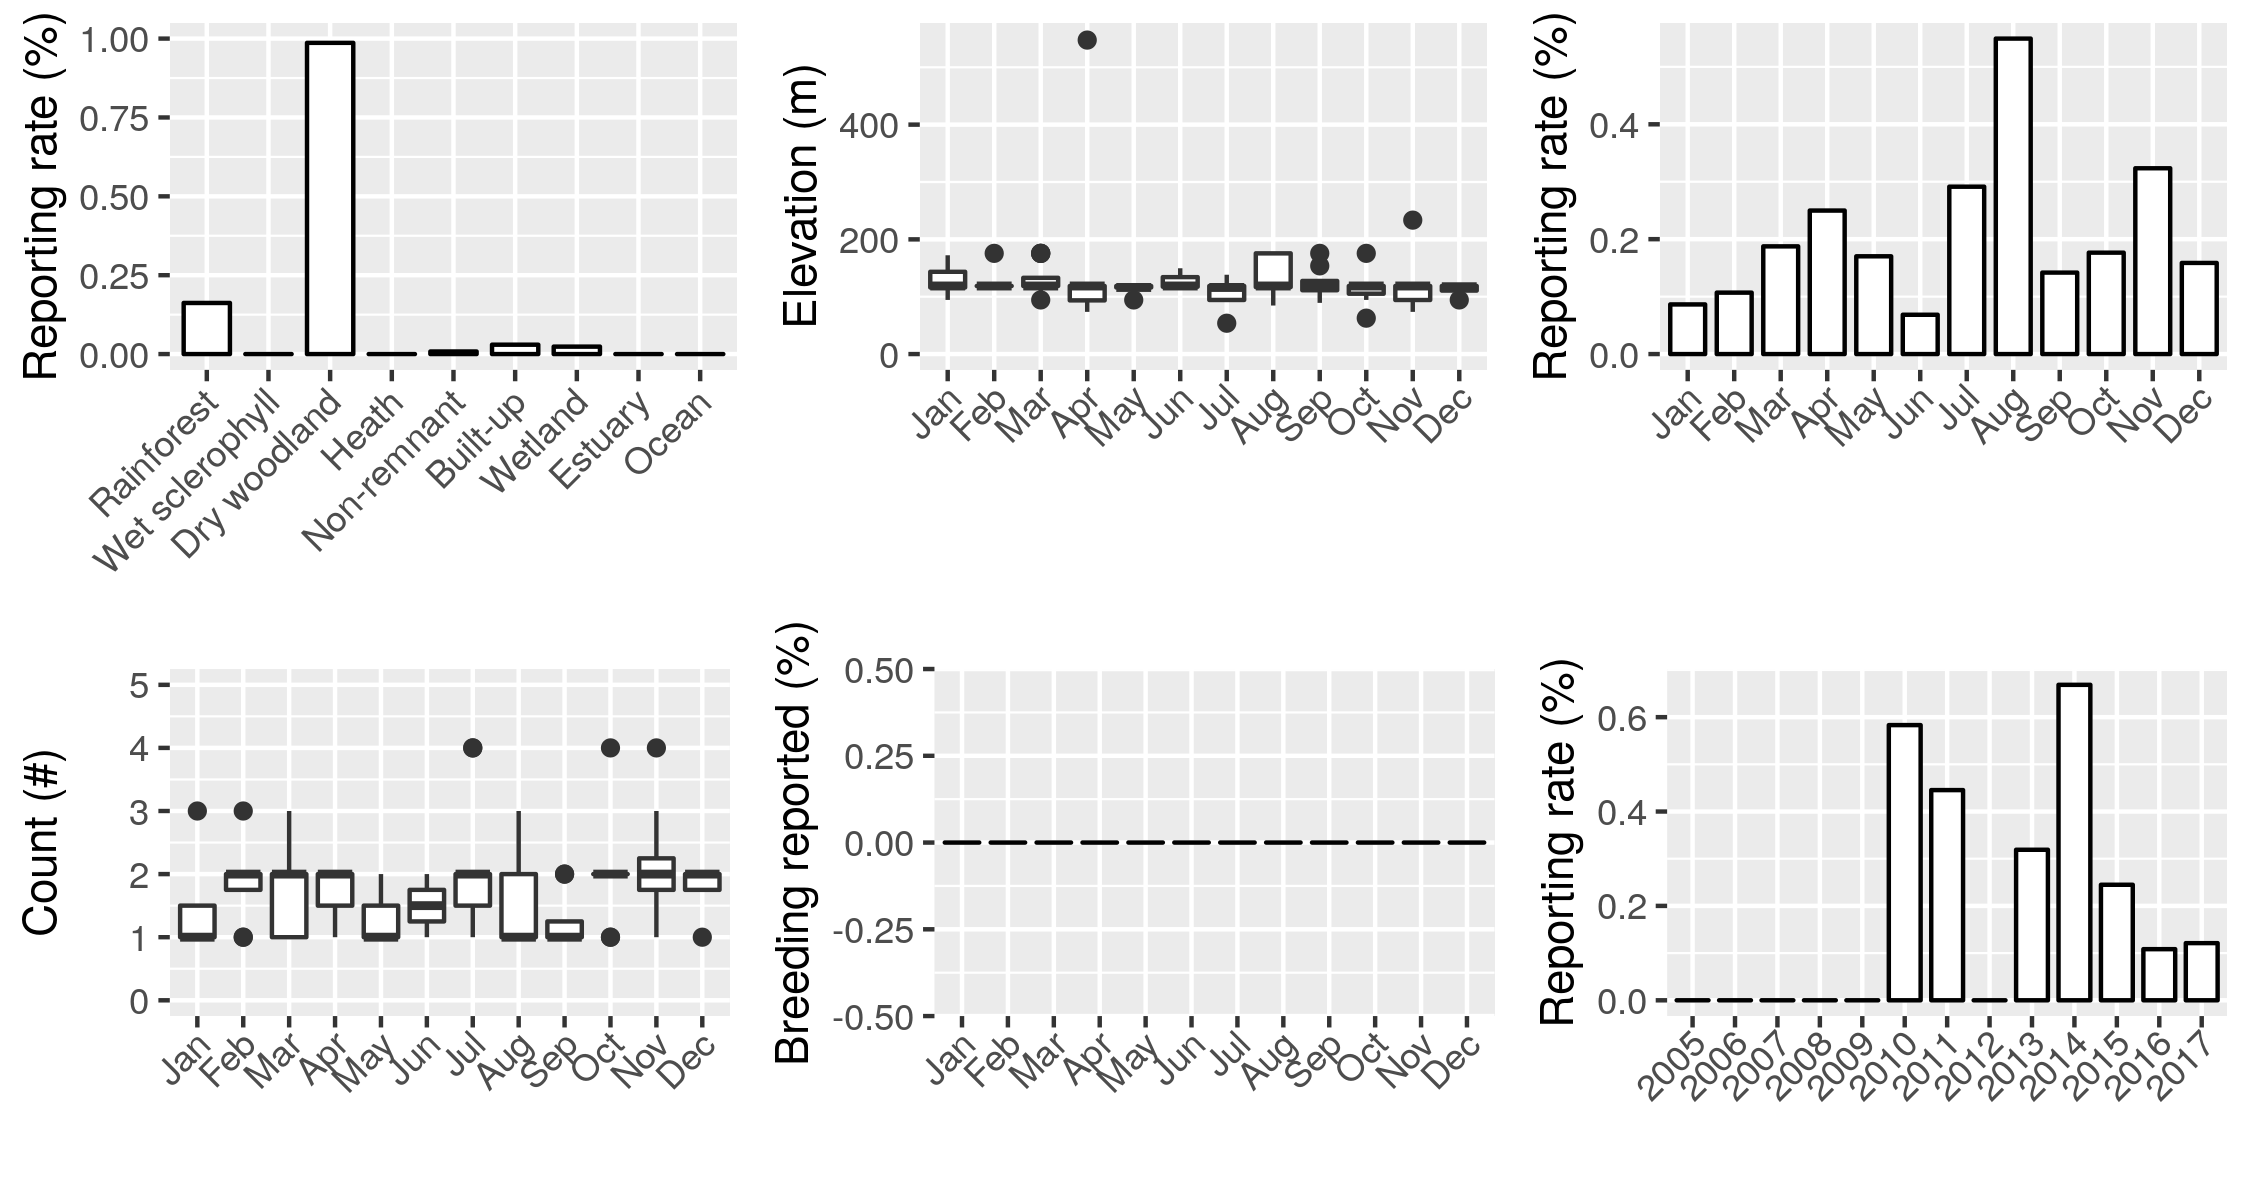 Reporting rate (%)
1.00
0.75
0.50
0.25
0.00
Rainforest
Wet sclerophyll
Dry woodland
Heath
Non-remnant
Built-up
Wetland
Estuary
Ocean
Elevation (m)
400
200
0
Jan
Feb
Mar
Apr
May
Jun
Jul
Aug
Sep
Oct
Nov
Dec
Reporting rate (%)
0.4
0.2
0.0
Jan
Feb
Mar
Apr
May
Jun
Jul
Aug
Sep
Oct
Nov
Dec
Count (#)
5
4
3
2
1
0
Jan
Feb
Mar
Apr
May
Jun
Jul
Aug
Sep
Oct
Nov
Dec
Breeding reported (%)
0.50
0.25
0.00
-0.25
-0.50
Jan
Feb
Mar
Apr
May
Jun
Jul
Aug
Sep
Oct
Nov
Dec
Reporting rate (%)
0.6
0.4
0.2
0.0
2005
2006
2007
2008
2009
2010
2011
2012
2013
2014
2015
2016
2017